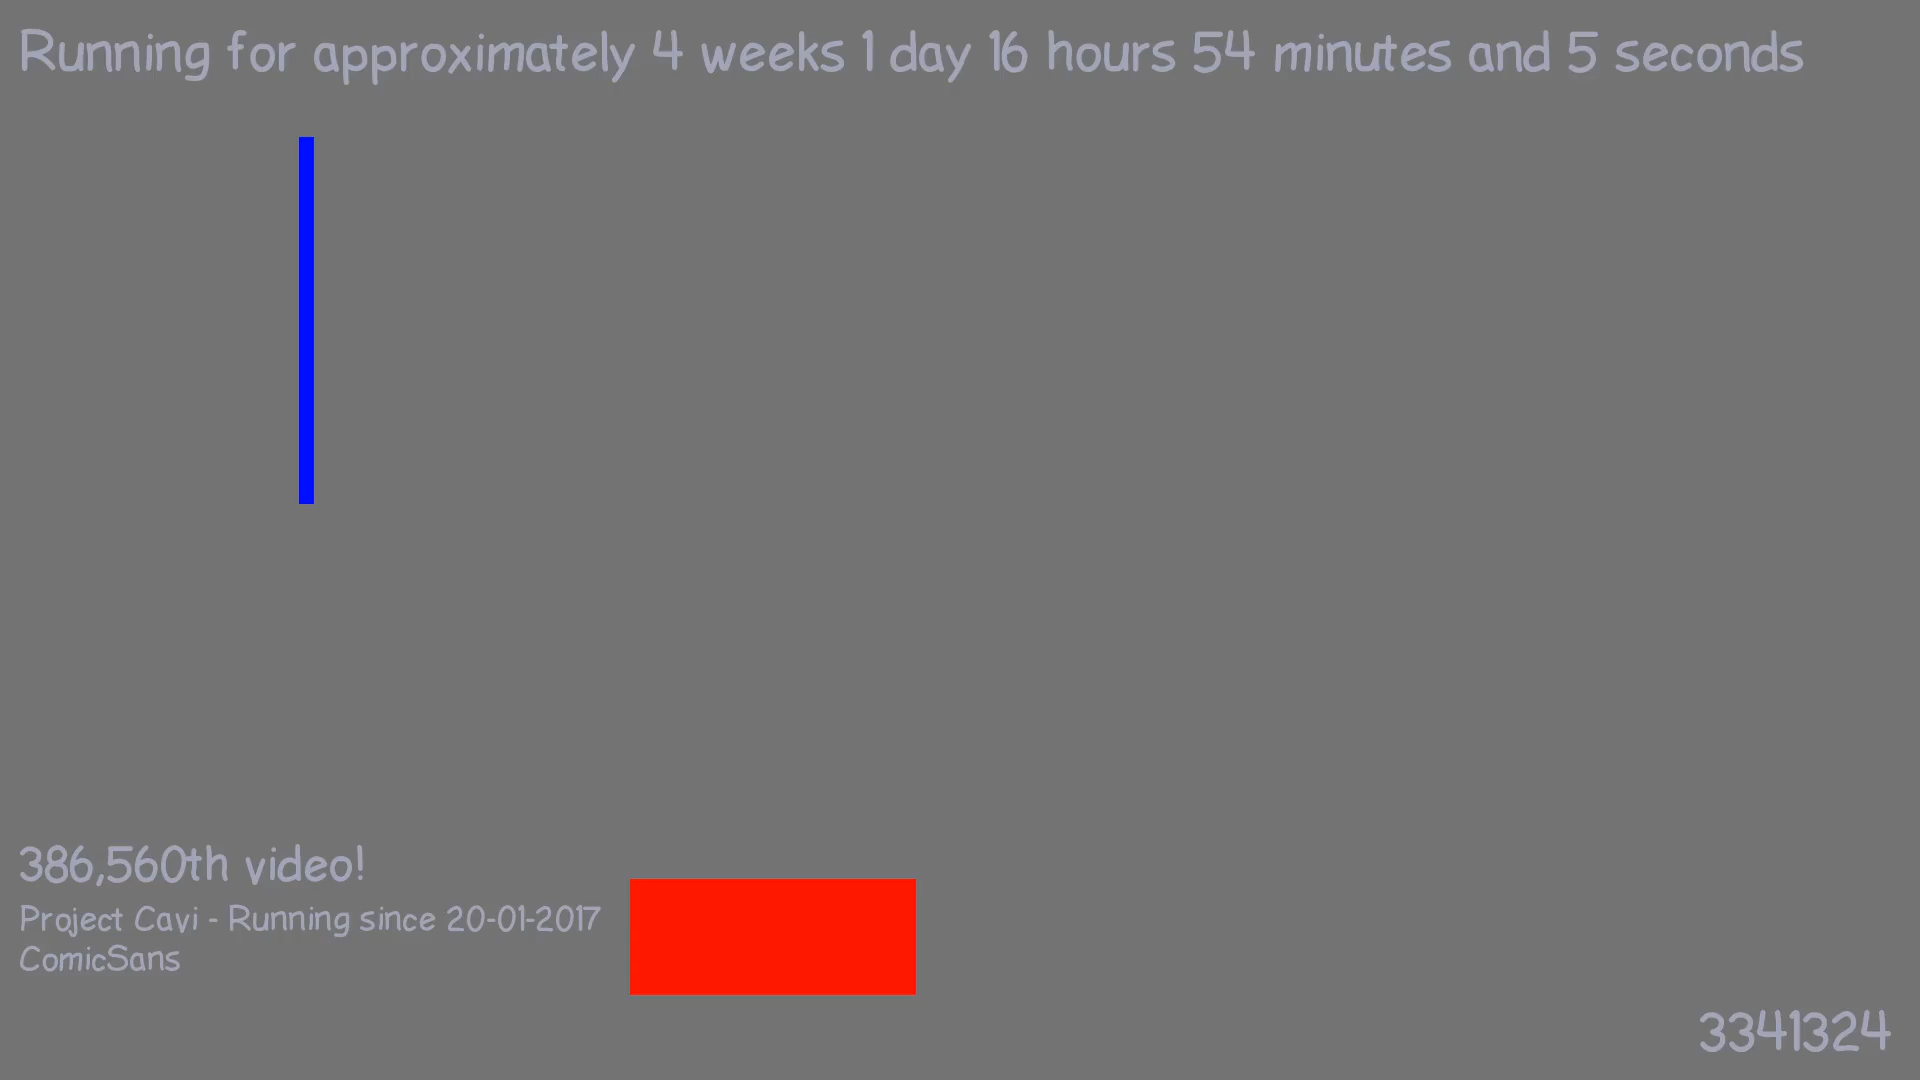 Running for approximately 4 weeks 1 day 16 hours 54 minutes and 5 seconds
386,560th video!
Project Cavi - Running since 20-01-2017
ComicSans
3341324